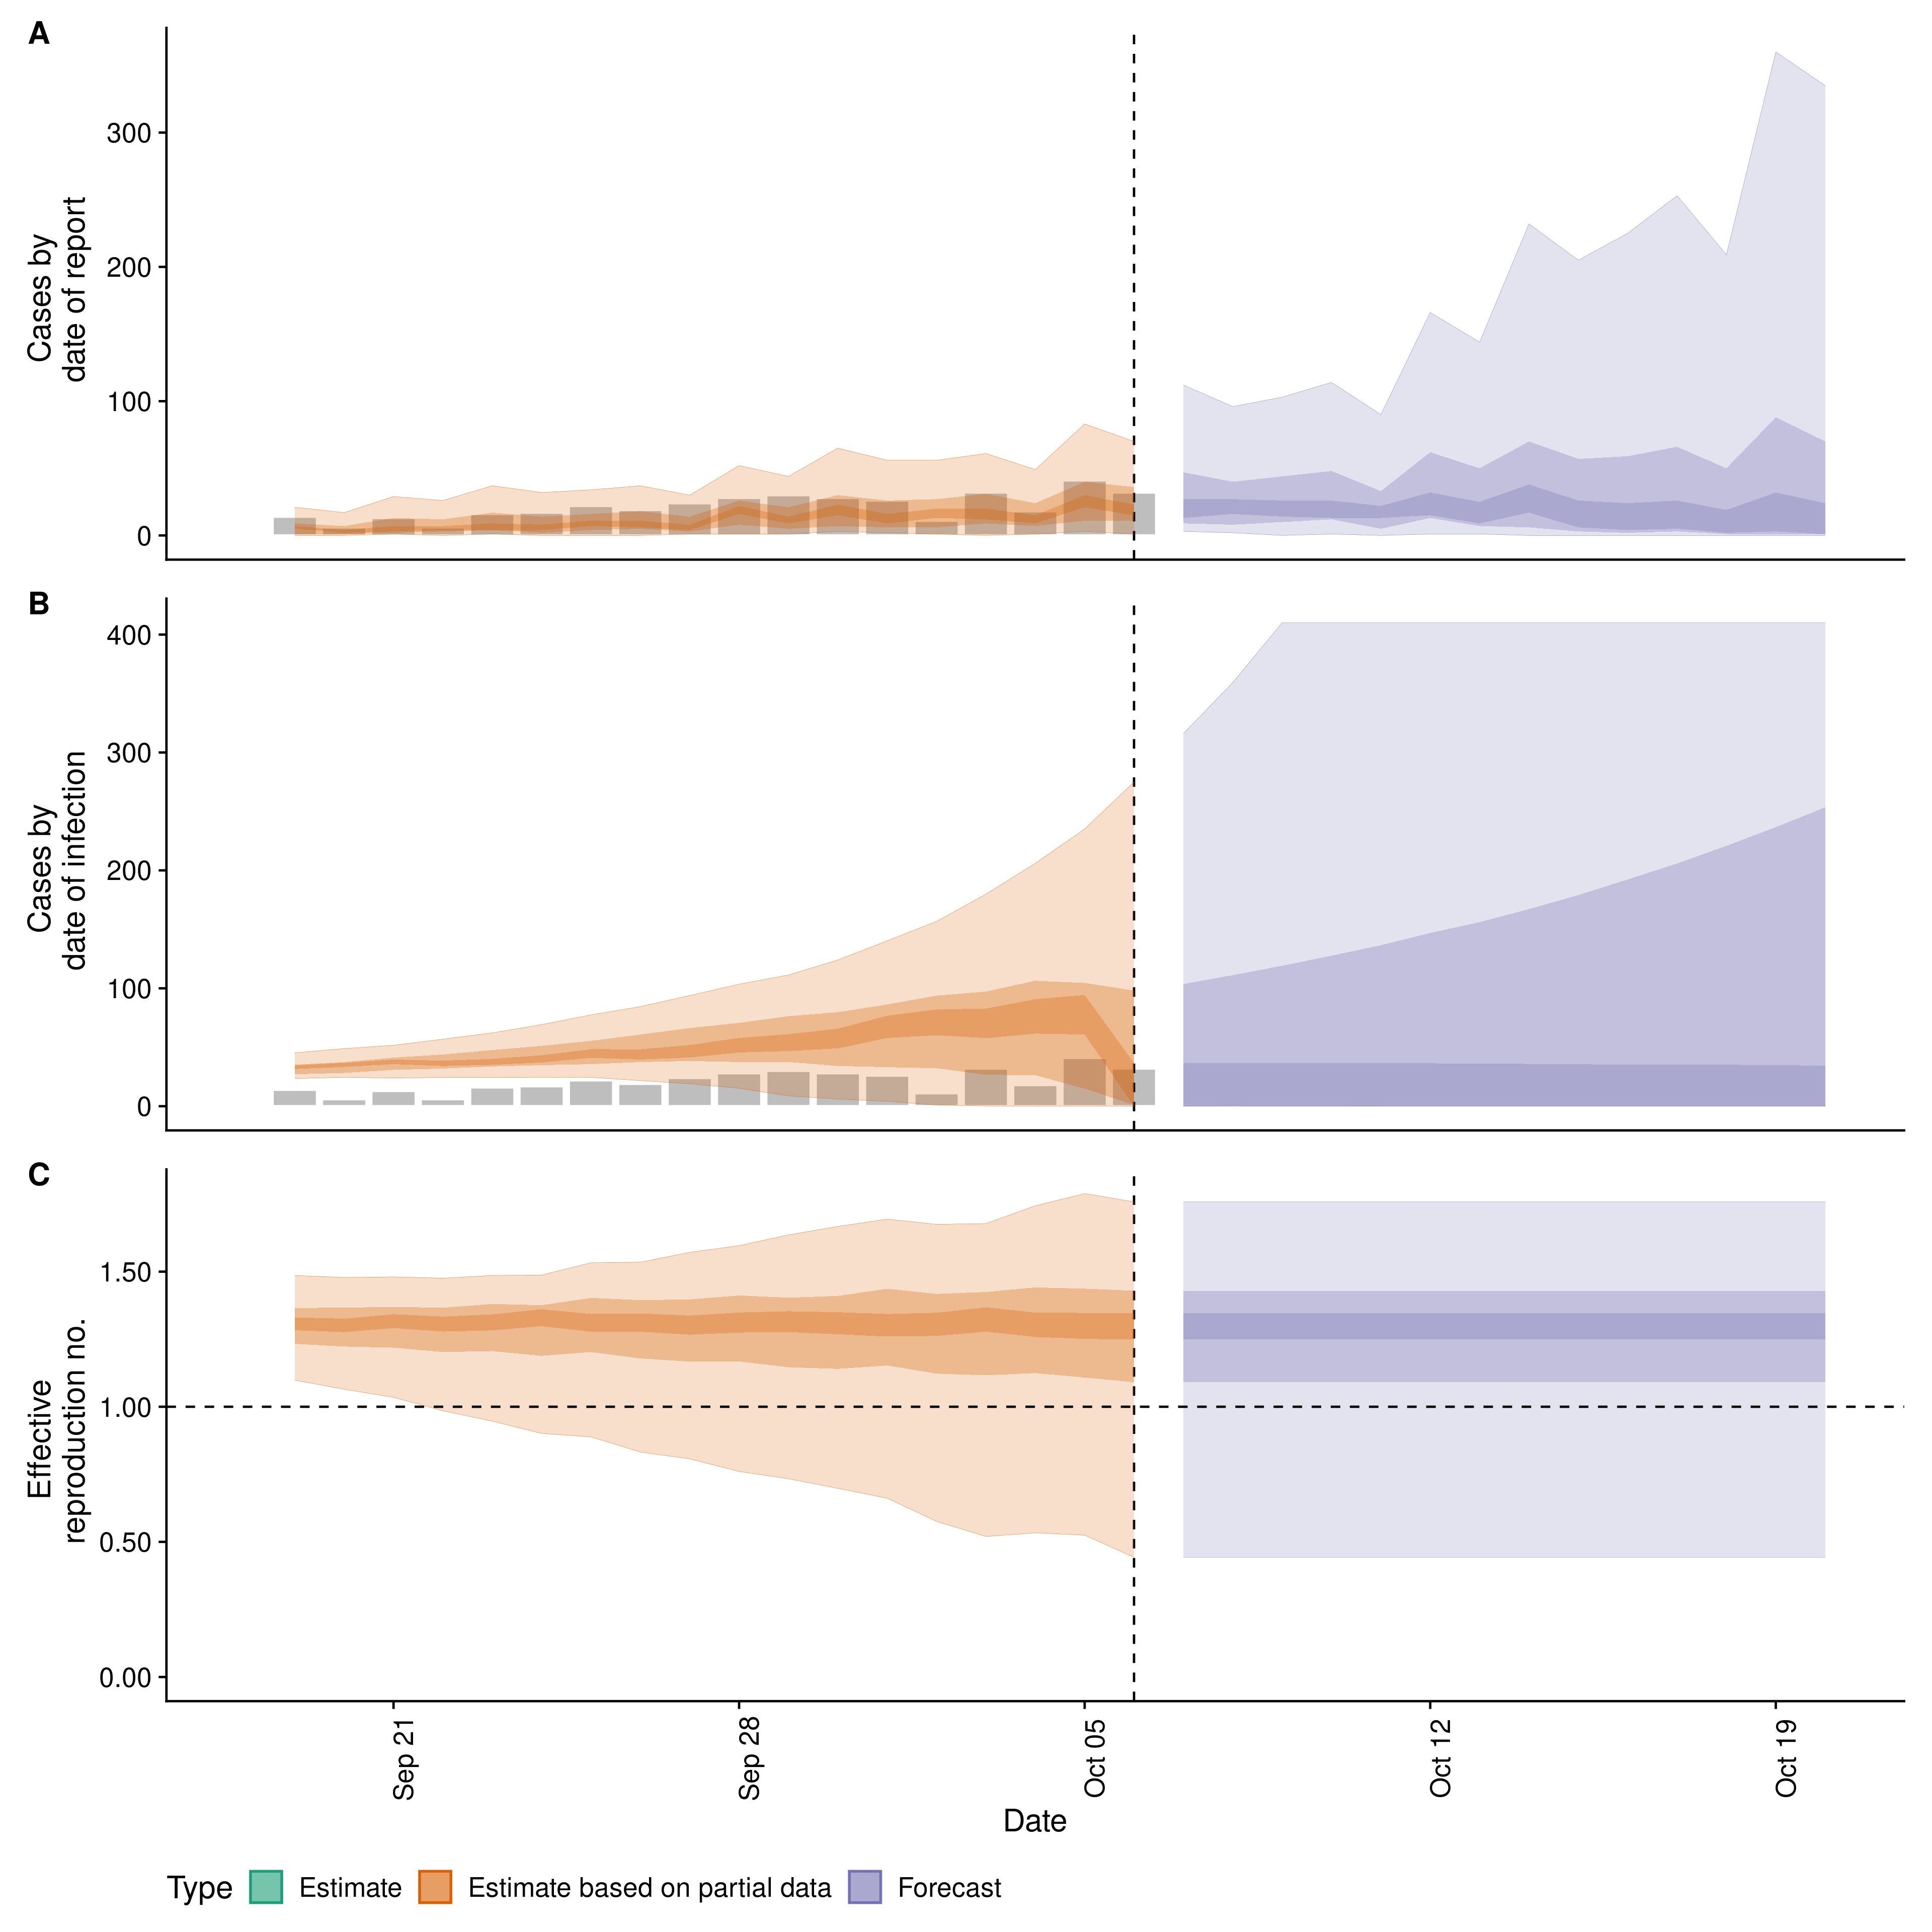 A
Cases by
date of report
300
200
100
0
B
Cases by
date of infection
400
300
200
100
0
C
Effective
reproduction no.
1.50
1.00
0.50
0.00
Sep 21
Sep 28
Oct 05
Oct 12
Oct 19
Date
Type Estimate Estimate based on partial data Forecast